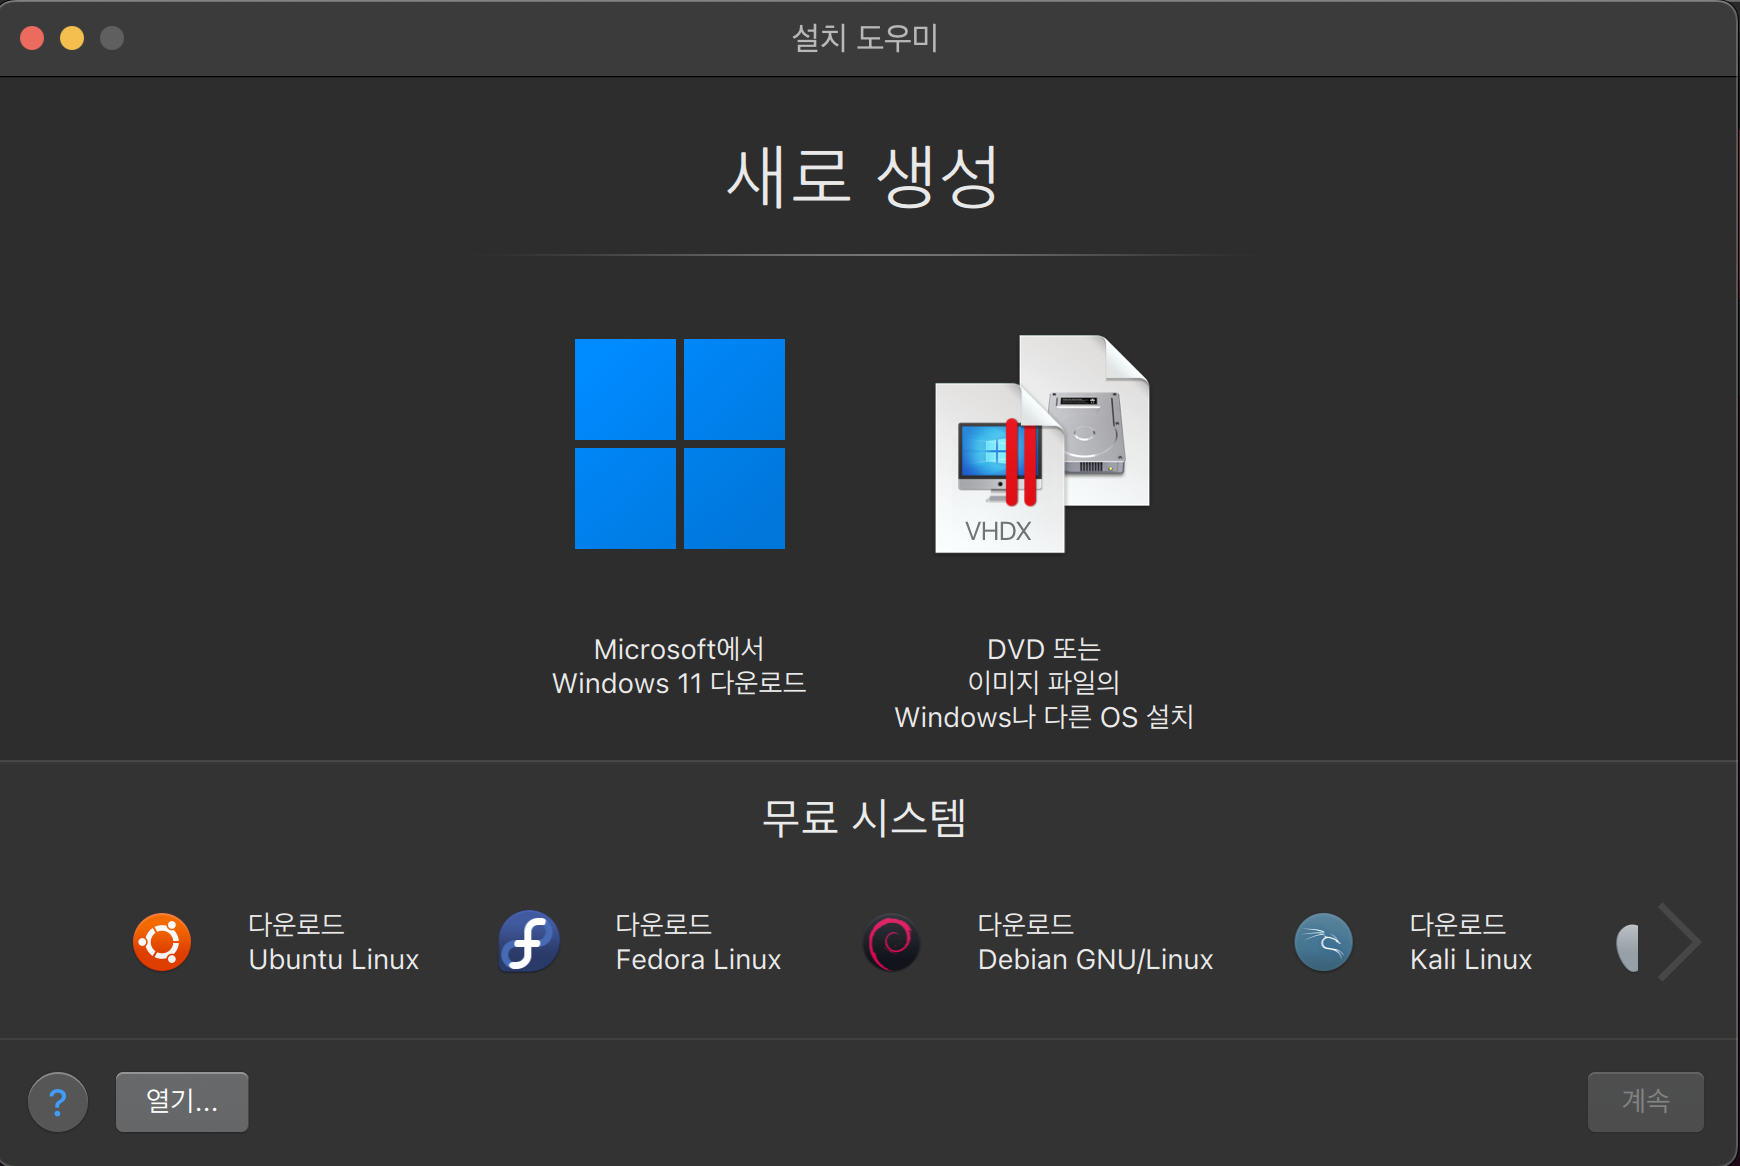 설치 도우미
새로 생성
VHDX
Microsoft에서
Windows 11 다운로드
DVD 또는
이미지 파일의
Windows나 다른 OS 설치
무료 시스템
다운로드
Ubuntu Linux
다운로드
Fedora Linux
다운로드
Debian GNU/Linux
다운로드
Kali Linux
?
열기...
계속